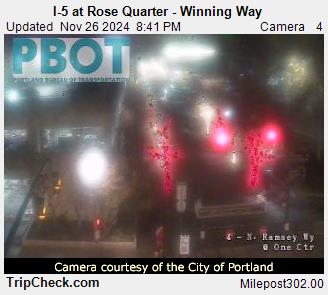 I-5 at Rose Quarter - Winning Way
Updated Nov 26 2024 8:41 PM Camera 4
PBOT
PORTLAND BUREAU OF TRANSPORTATION
4 - N. Ramsey Wy
@ One Ctr
Camera courtesy of the City of Portland
TripCheck.com Milepost302.00